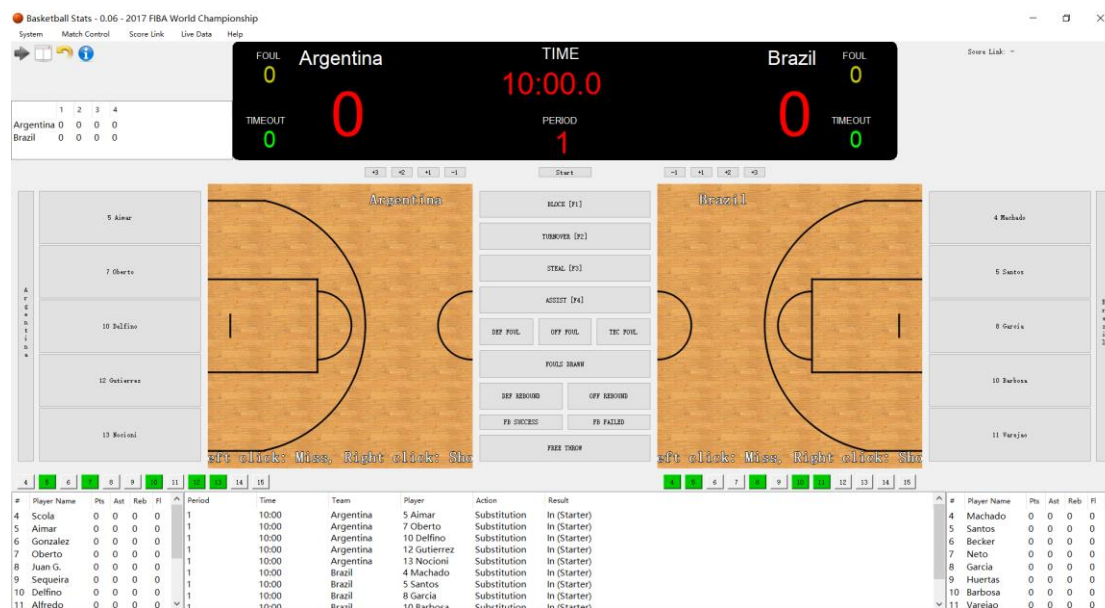 Basketball Stats - 0.06 - 2017 FIBA World Championship
System Match Control Score Link Live Data Help
Score Link: -
FOUL Argentina TIME Brazil FOUL
0 10:00.0 0
0 0
TIMEOUT PERIOD TIMEOUT
0 1 0
1 2 3 4
Argentina 0 0 0 0
Brazil 0 0 0 0
+3 +2 +1 -1 Start -1 +1 +2 +3
Argentina
5 Aimar
7 Oberto
10 Delfino
12 Gutierrez
13 Nocioni
Argentina
Left click: Miss, Right click: Sho
BLOCK [F1]
TURNOVER [F2]
STEAL [F3]
ASSIST [F4]
DEF FOUL OFF FOUL TEC FOUL
FOULS DRAWN
DEF REBOUND OFF REBOUND
FB SUCCESS FB FAILED
FREE THROW
Brazil
eft click: Miss, Right click: Sho
4 Machado
5 Santos
8 Garcia
10 Barbosa
11 Varejao
Brazil
4 5 6 7 8 9 10 11 12 13 14 15
4 5 6 7 8 9 10 11 12 13 14 15
# Player Name Pts Ast Reb Fl
4 Scola 0 0 0 0
5 Aimar 0 0 0 0
6 Gonzalez 0 0 0 0
7 Oberto 0 0 0 0
8 Juan G. 0 0 0 0
9 Sequeira 0 0 0 0
10 Delfino 0 0 0 0
11 Alfredo 0 0 0 0
Period Time Team Player Action Result
1 10:00 Argentina 5 Aimar Substitution In (Starter)
1 10:00 Argentina 7 Oberto Substitution In (Starter)
1 10:00 Argentina 10 Delfino Substitution In (Starter)
1 10:00 Argentina 12 Gutierrez Substitution In (Starter)
1 10:00 Argentina 13 Nocioni Substitution In (Starter)
1 10:00 Brazil 4 Machado Substitution In (Starter)
1 10:00 Brazil 5 Santos Substitution In (Starter)
1 10:00 Brazil 8 Garcia Substitution In (Starter)
1 10:00 Brazil 10 Barbosa Substitution In (Starter)
# Player Name Pts Ast Reb Fl
4 Machado 0 0 0 0
5 Santos 0 0 0 0
6 Becker 0 0 0 0
7 Neto 0 0 0 0
8 Garcia 0 0 0 0
9 Huertas 0 0 0 0
10 Barbosa 0 0 0 0
11 Varejao 0 0 0 0